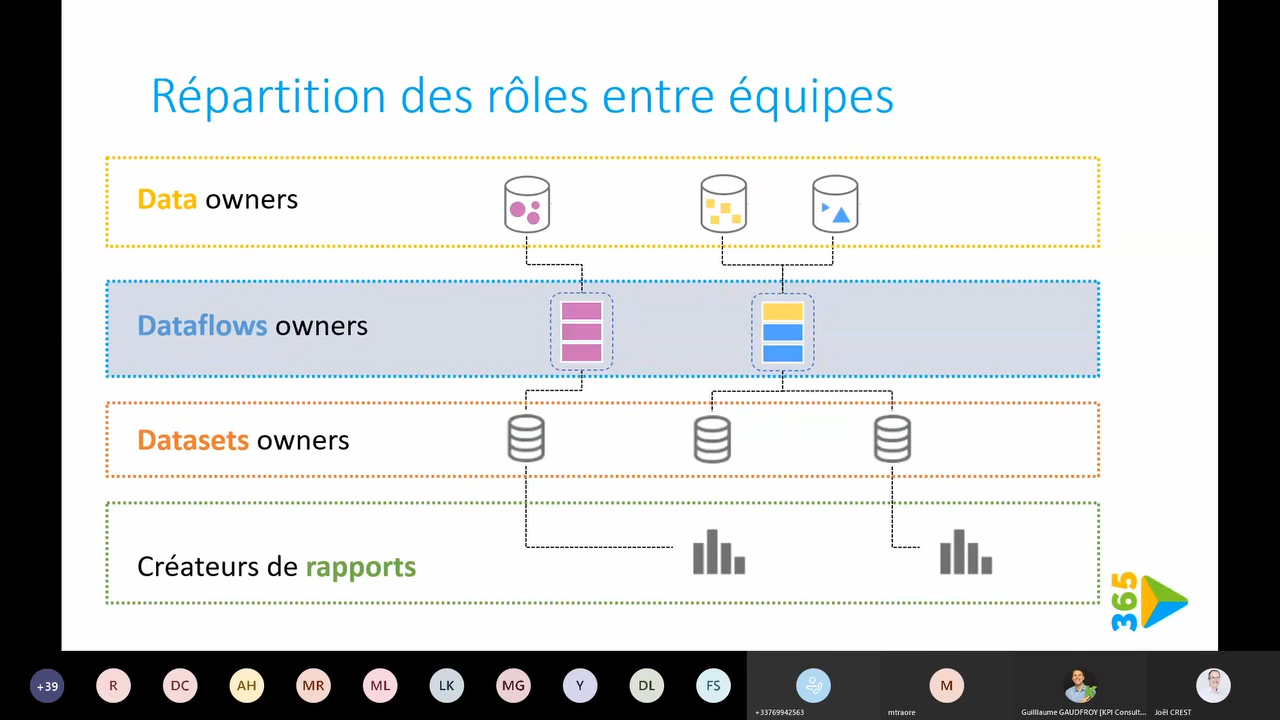 Répartition des rôles entre équipes
Data owners
Dataflows owners
Datasets owners
Créateurs de rapports
365
+39
R
DC
AH
MR
ML
LK
MG
Y
DL
FS
+33769942563
M
mtraore
Guilllaume GAUDFROY [KPI Consult...
Joël CREST